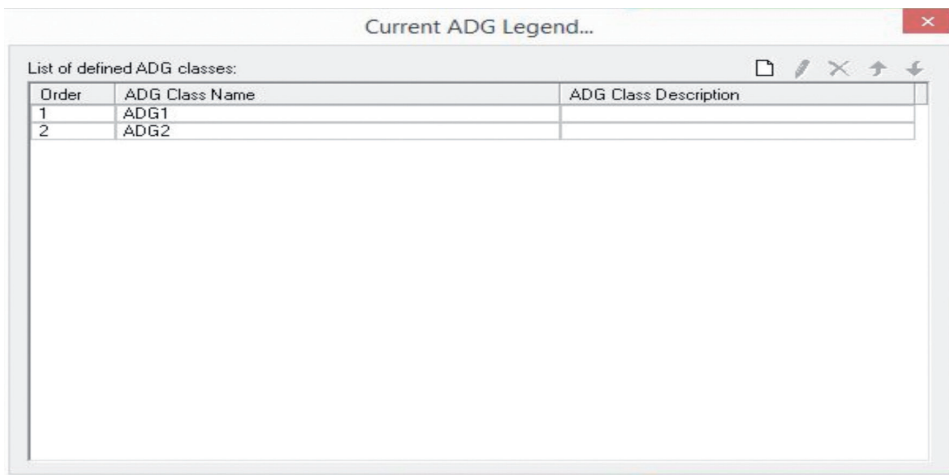 Current ADG Legend...
List of defined ADG classes:
Order ADG Class Name ADG Class Description
1 ADG1
2 ADG2